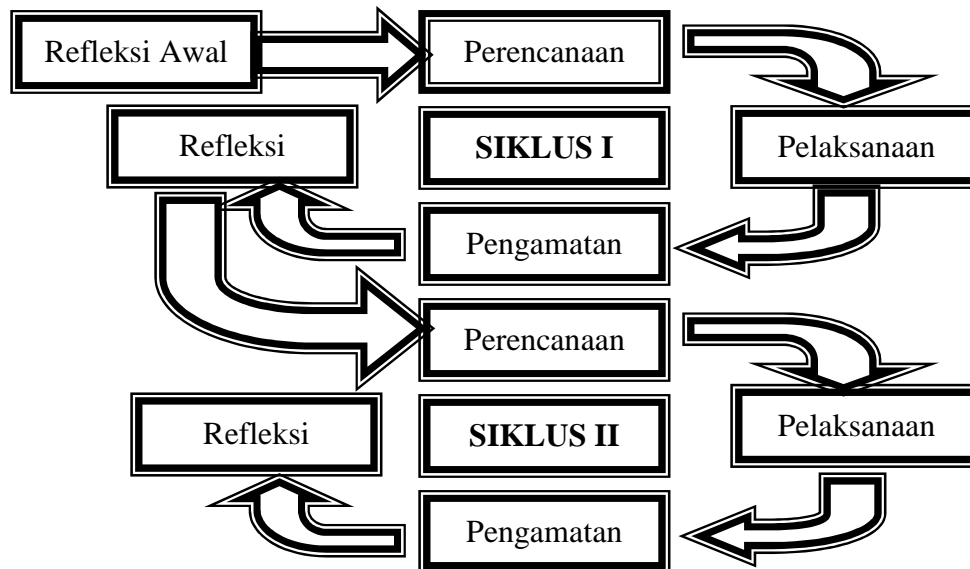 Refleksi Awal
Perencanaan
Refleksi
SIKLUS I
Pelaksanaan
Pengamatan
Perencanaan
Refleksi
SIKLUS II
Pelaksanaan
Pengamatan